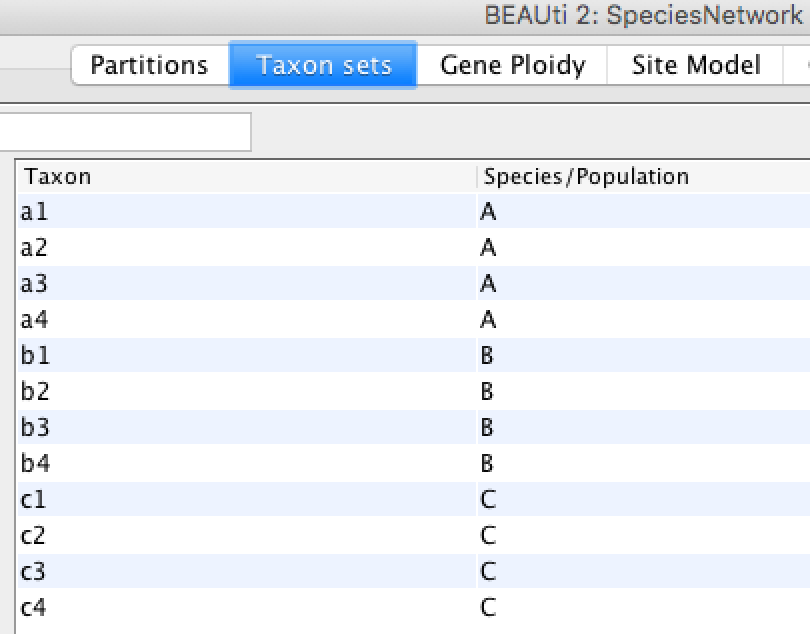 BEAUti 2: SpeciesNetwork
Partitions Taxon sets Gene Ploidy Site Model
Taxon Species/Population
a1 A
a2 A
a3 A
a4 A
b1 B
b2 B
b3 B
b4 B
c1 C
c2 C
c3 C
c4 C